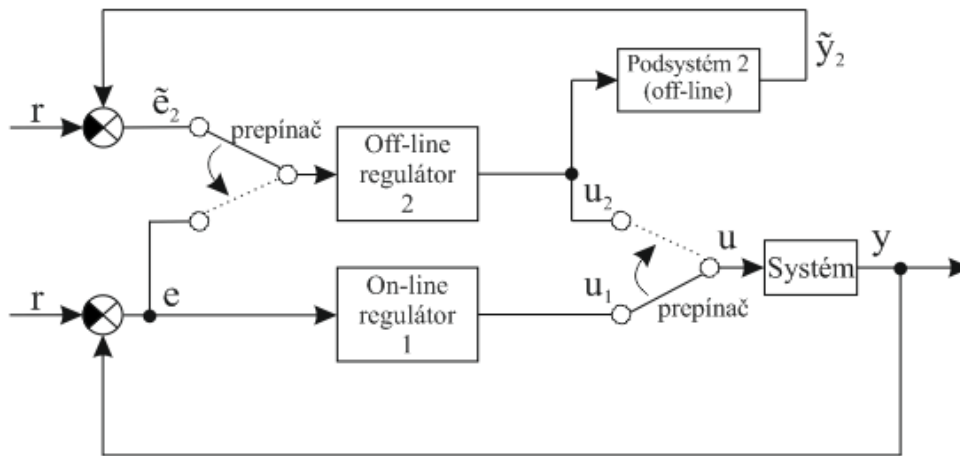 ỹ₂
Podsystém 2
(off-line)
r
ẽ₂
prepínač
Off-line
regulátor
2
u₂
u
y
Systém
r
e
On-line
regulátor
1
u₁
prepínač